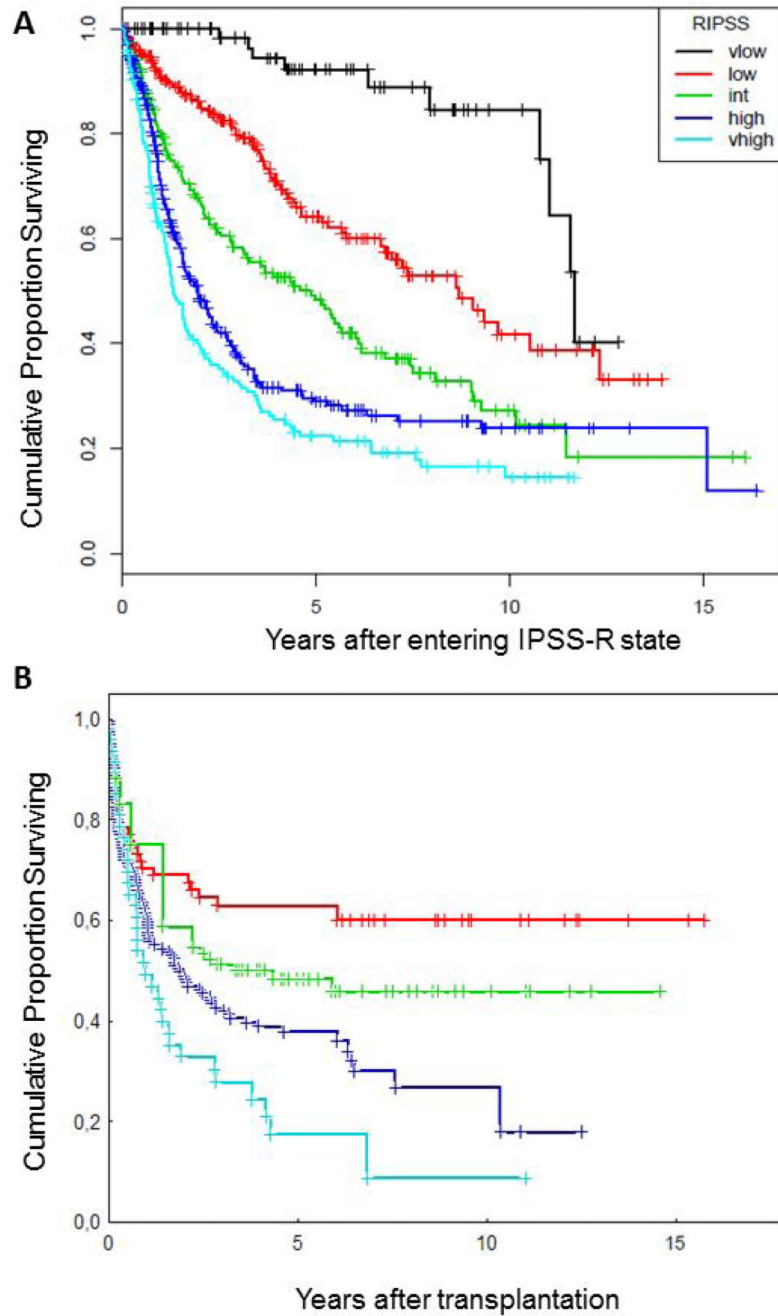 A
RIPSS
vlow
low
int
high
vhigh
Cumulative Proportion Surviving
1.0
0.8
0.6
0.4
0.2
0.0
0 5 10 15
Years after entering IPSS-R state
B
Cumulative Proportion Surviving
1,0
0,8
0,6
0,4
0,2
0,0
0 5 10 15
Years after transplantation